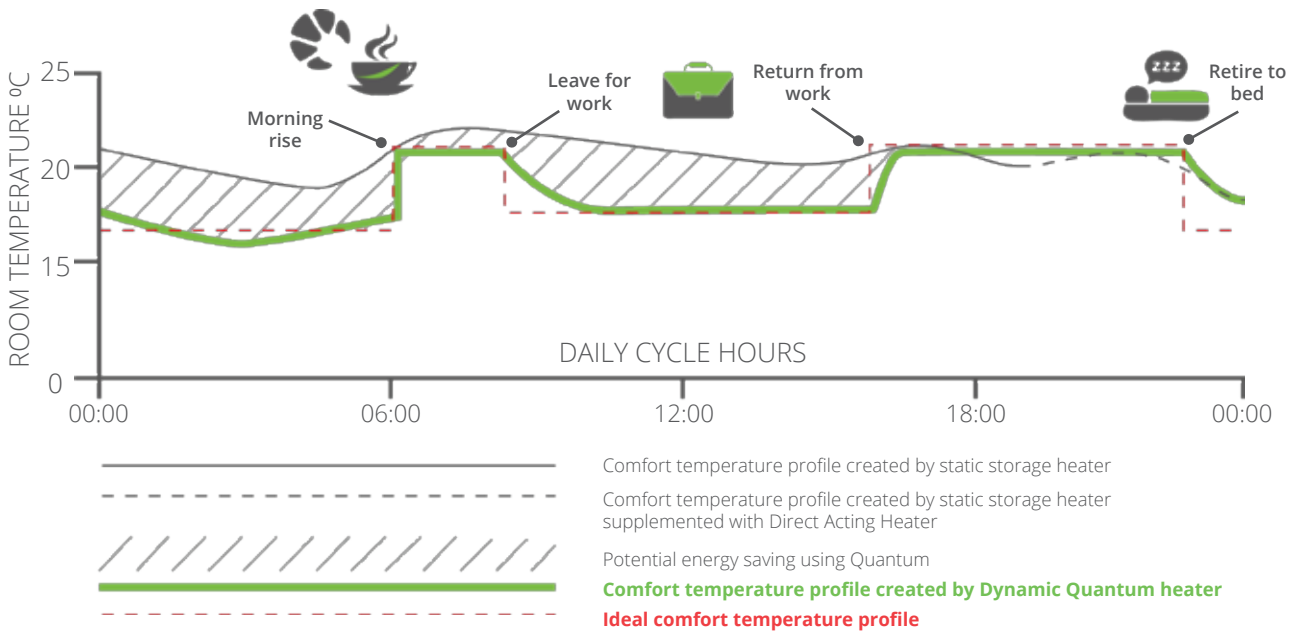 ROOM TEMPERATURE ºC
25
20
15
0
Morning
rise
Leave for
work
Return from
work
zzz
Retire to
bed
DAILY CYCLE HOURS
00:00
06:00
12:00
18:00
00:00
Comfort temperature profile created by static storage heater
Comfort temperature profile created by static storage heater
supplemented with Direct Acting Heater
Potential energy saving using Quantum
Comfort temperature profile created by Dynamic Quantum heater
Ideal comfort temperature profile